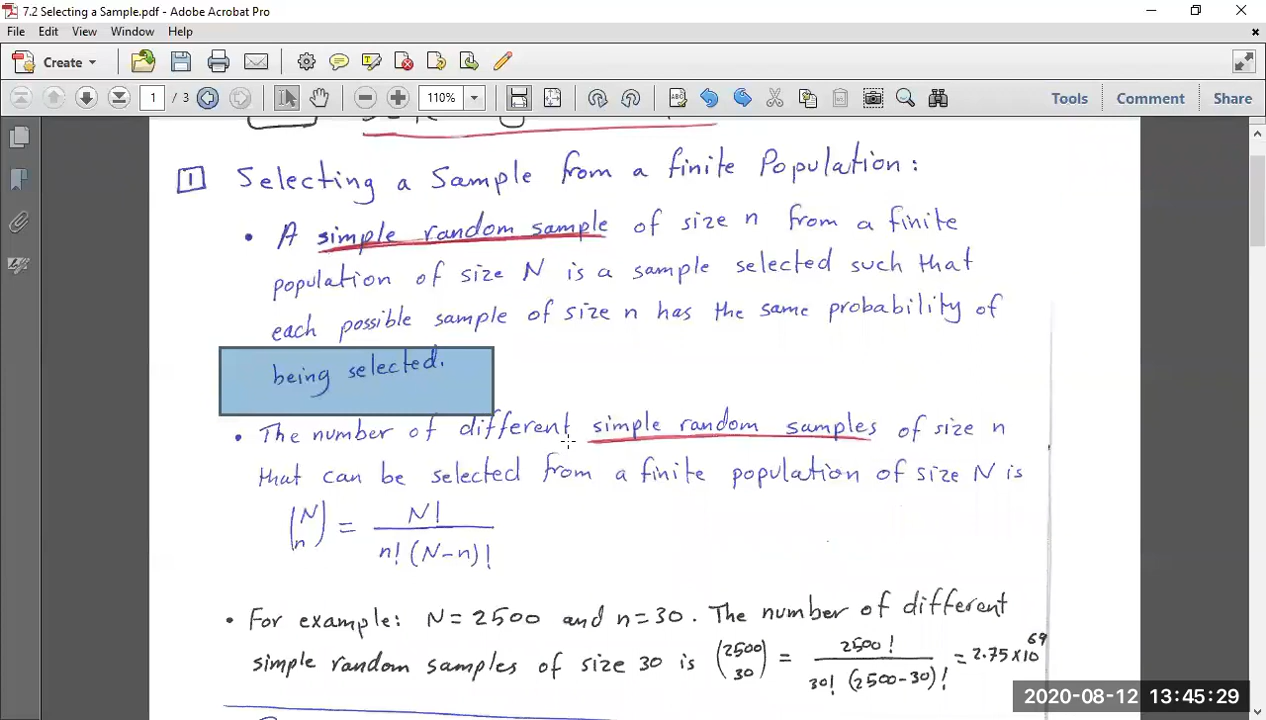 7.2 Selecting a Sample.pdf - Adobe Acrobat Pro
File Edit View Window Help
Create
1 / 3 110% Tools Comment Share
1 Selecting a Sample from a finite Population:
• A simple random sample of size n from a finite
population of size N is a sample selected such that
each possible sample of size n has the same probability of
being selected.
• The number of different simple random samples of size n
that can be selected from a finite population of size N is
(N n) = N! / n! (N-n)!
• For example: N = 2500 and n = 30. The number of different
simple random samples of size 30 is (2500 30) = 2500! / 30! (2500-30)! = 2.75 x 10^69
2020-08-12 13:45:29